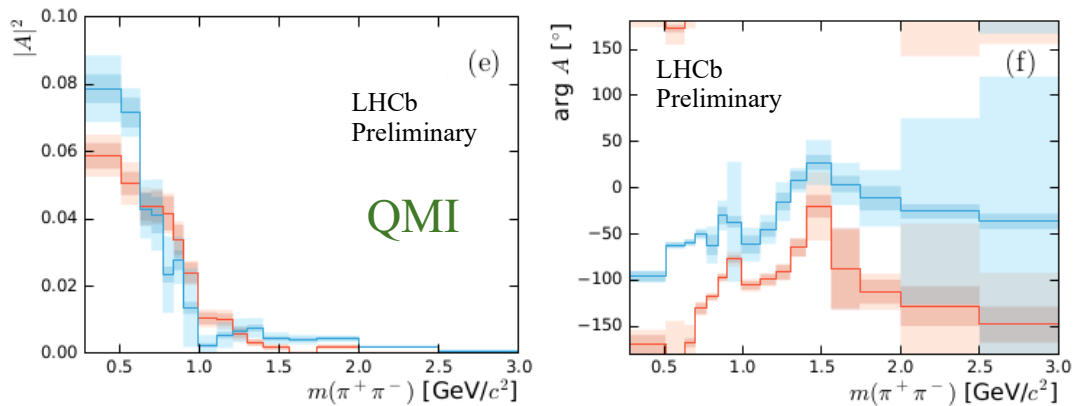 |A|²
0.10
0.08
0.06
0.04
0.02
0.00
(e)
LHCb
Preliminary
QMI
0.5 1.0 1.5 2.0 2.5 3.0
m(π⁺π⁻) [GeV/c²]
arg A [°]
150
100
50
0
−50
−100
−150
(f)
LHCb
Preliminary
0.5 1.0 1.5 2.0 2.5 3.0
m(π⁺π⁻) [GeV/c²]